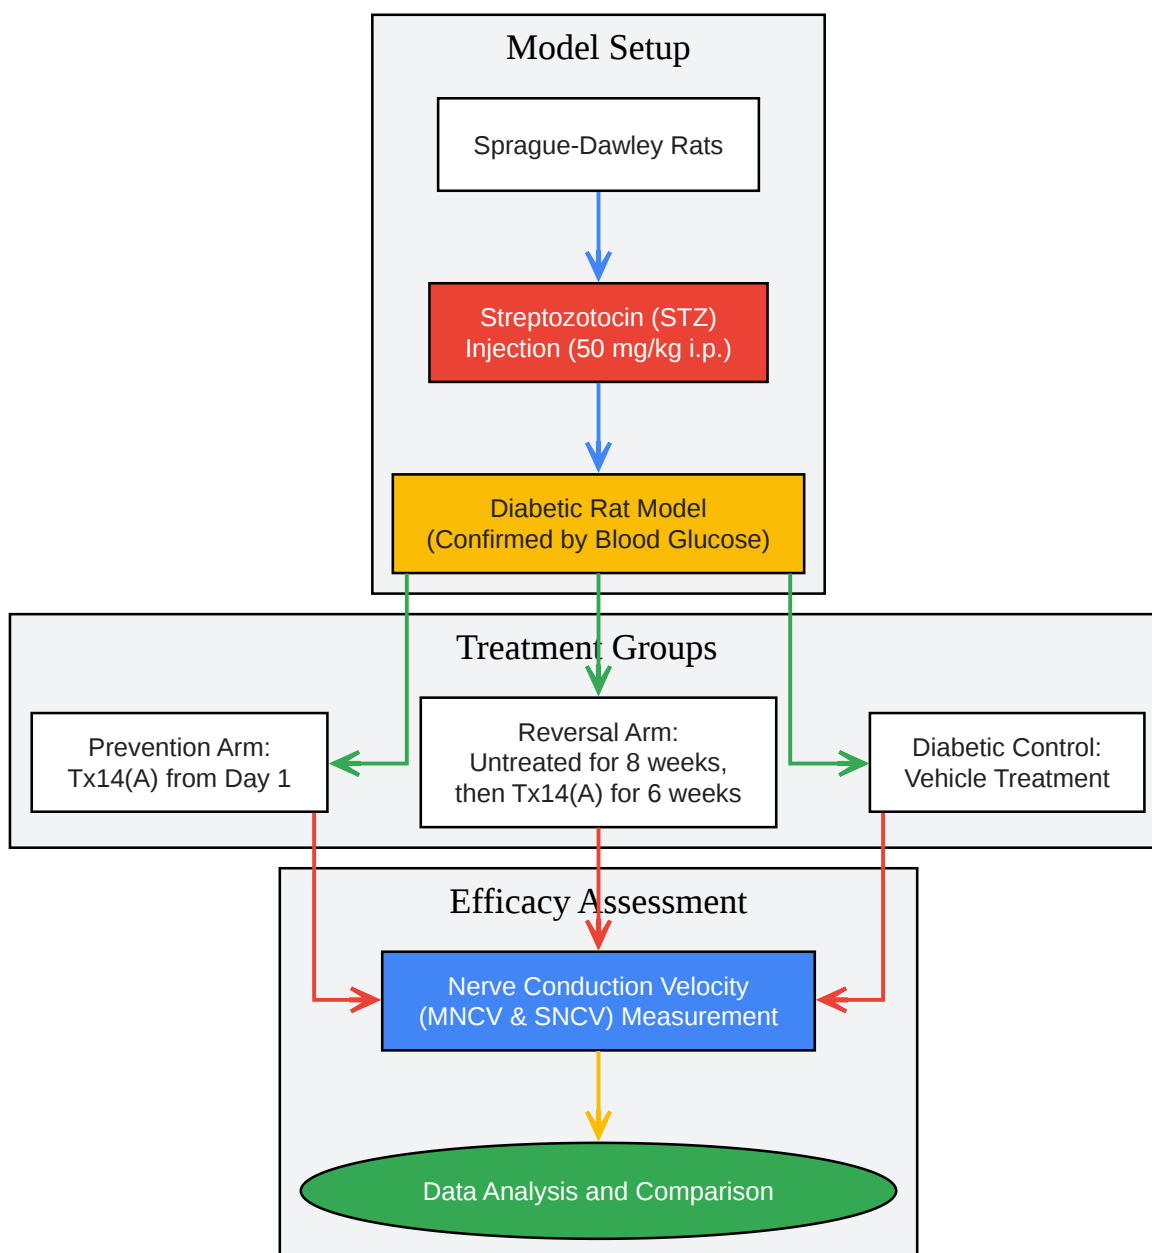 Model Setup
Sprague-Dawley Rats
Streptozotocin (STZ)
Injection (50 mg/kg i.p.)
Diabetic Rat Model
(Confirmed by Blood Glucose)
Treatment Groups
Prevention Arm:
Tx14(A) from Day 1
Reversal Arm:
Untreated for 8 weeks,
then Tx14(A) for 6 weeks
Diabetic Control:
Vehicle Treatment
Efficacy Assessment
Nerve Conduction Velocity
(MNCV & SNCV) Measurement
Data Analysis and Comparison